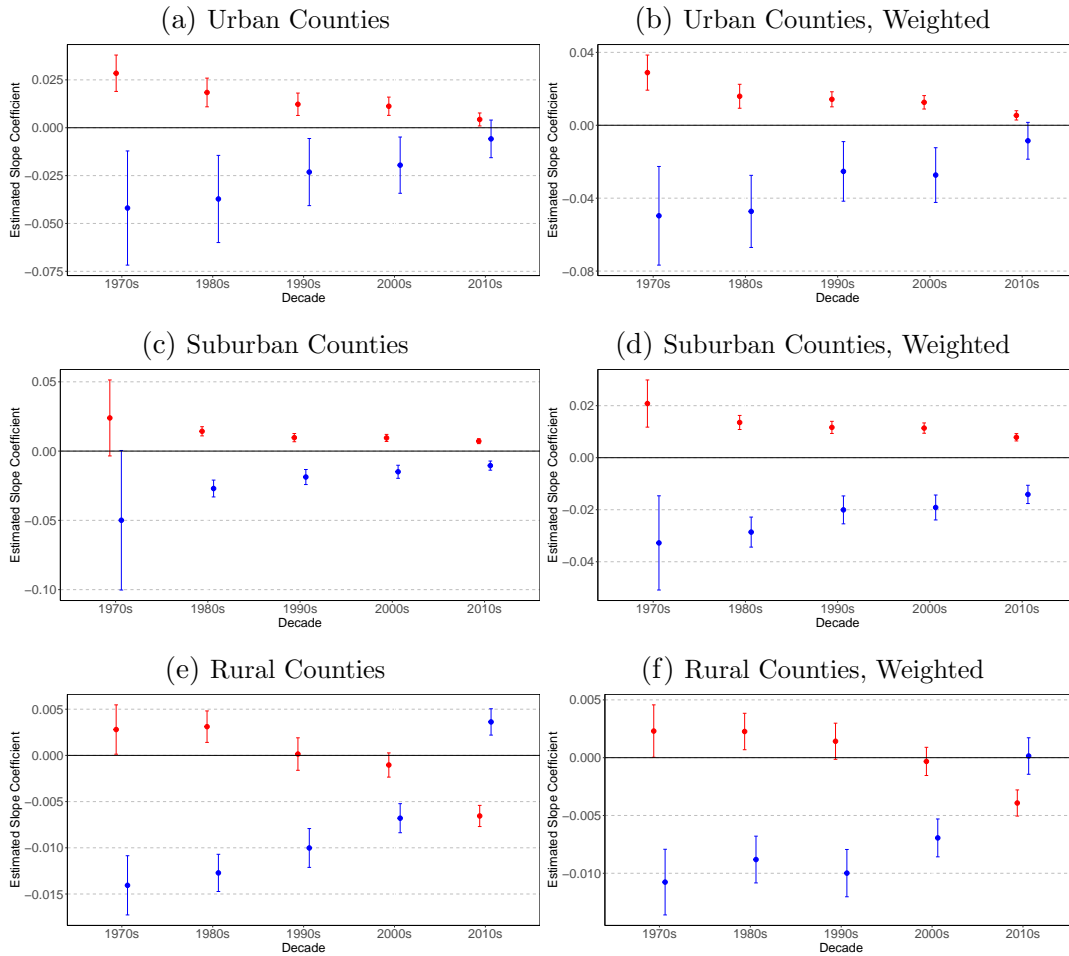 (a) Urban Counties
Estimated Slope Coefficient
0.025
0.000
−0.025
−0.050
−0.075
1970s 1980s 1990s 2000s 2010s
Decade
(b) Urban Counties, Weighted
Estimated Slope Coefficient
0.04
0.00
−0.04
−0.08
1970s 1980s 1990s 2000s 2010s
Decade
(c) Suburban Counties
Estimated Slope Coefficient
0.05
0.00
−0.05
−0.10
1970s 1980s 1990s 2000s 2010s
Decade
(d) Suburban Counties, Weighted
Estimated Slope Coefficient
0.02
0.00
−0.02
−0.04
1970s 1980s 1990s 2000s 2010s
Decade
(e) Rural Counties
Estimated Slope Coefficient
0.005
0.000
−0.005
−0.010
−0.015
1970s 1980s 1990s 2000s 2010s
Decade
(f) Rural Counties, Weighted
Estimated Slope Coefficient
0.005
0.000
−0.005
−0.010
1970s 1980s 1990s 2000s 2010s
Decade